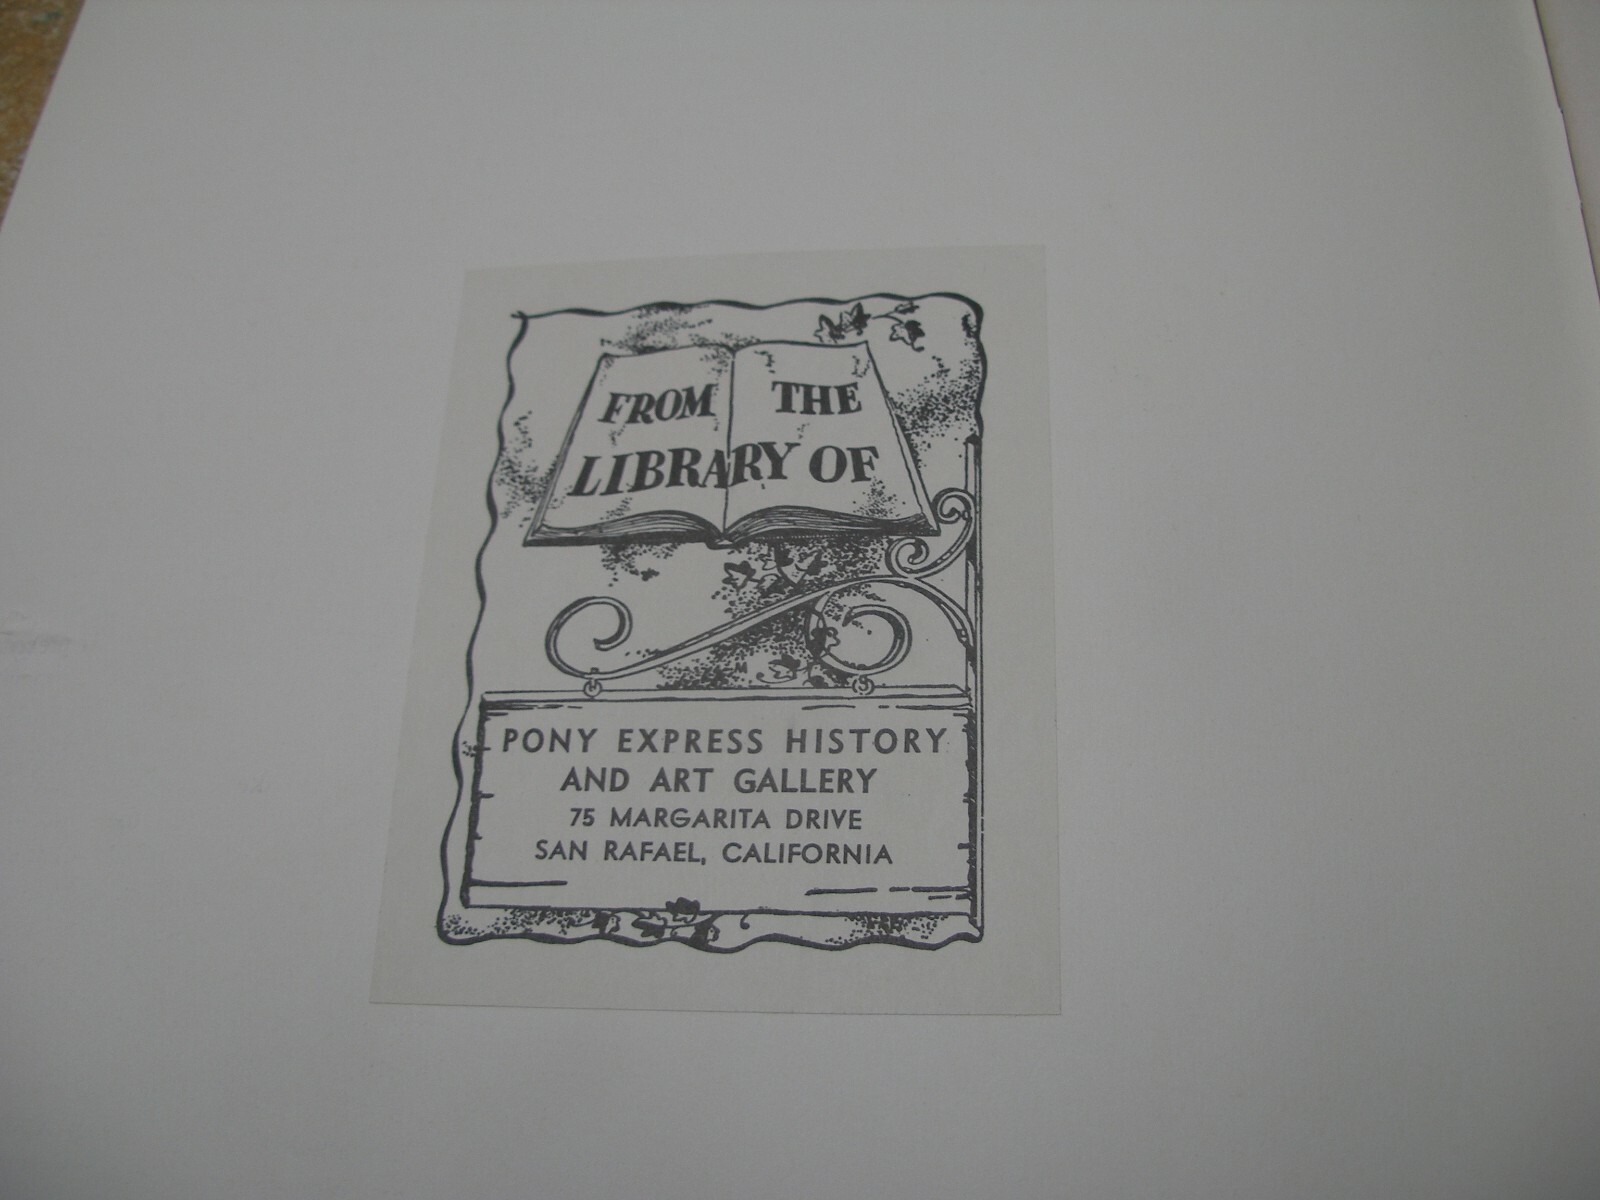 FROM THE
LIBRARY OF
PONY EXPRESS HISTORY
AND ART GALLERY
75 MARGARITA DRIVE
SAN RAFAEL, CALIFORNIA